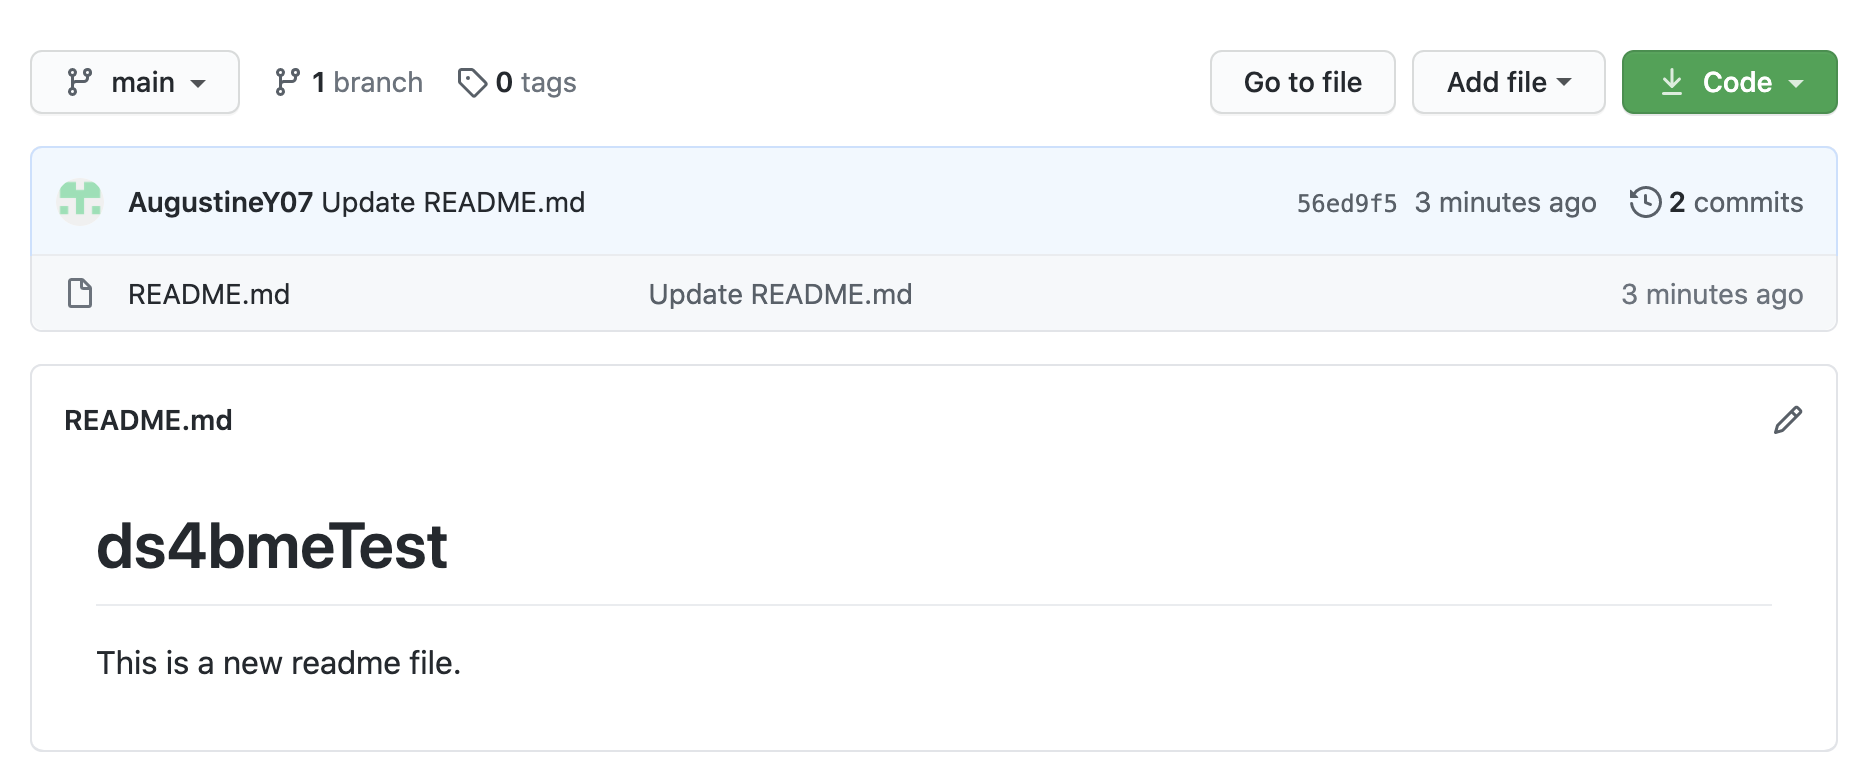 main 1 branch 0 tags Go to file Add file Code
AugustineY07 Update README.md 56ed9f5 3 minutes ago 2 commits
README.md Update README.md 3 minutes ago
README.md
ds4bmeTest
This is a new readme file.